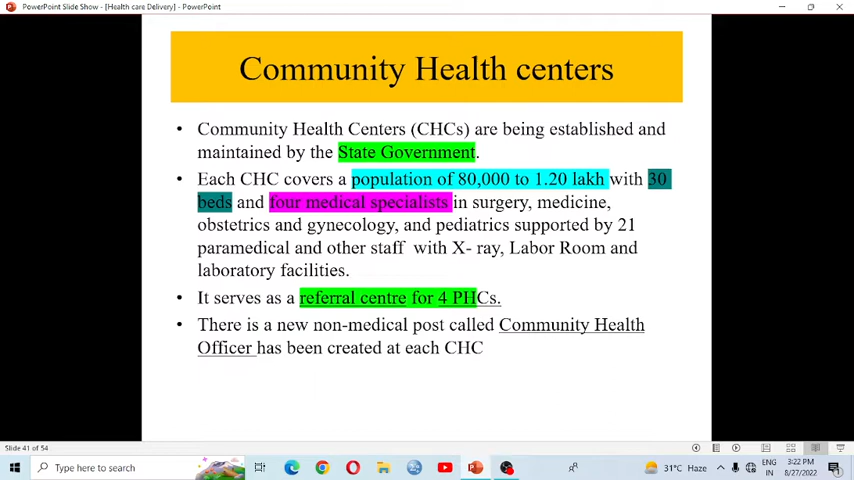 PowerPoint Slide Show - [Health care Delivery] - PowerPoint
Community Health centers
• Community Health Centers (CHCs) are being established and
maintained by the State Government.
• Each CHC covers a population of 80,000 to 1.20 lakh with 30
beds and four medical specialists in surgery, medicine,
obstetrics and gynecology, and pediatrics supported by 21
paramedical and other staff with X- ray, Labor Room and
laboratory facilities.
• It serves as a referral centre for 4 PHCs.
• There is a new non-medical post called Community Health
Officer has been created at each CHC
Slide 41 of 54
Type here to search
31°C Haze
ENG
IN
3:22 PM
8/27/2022